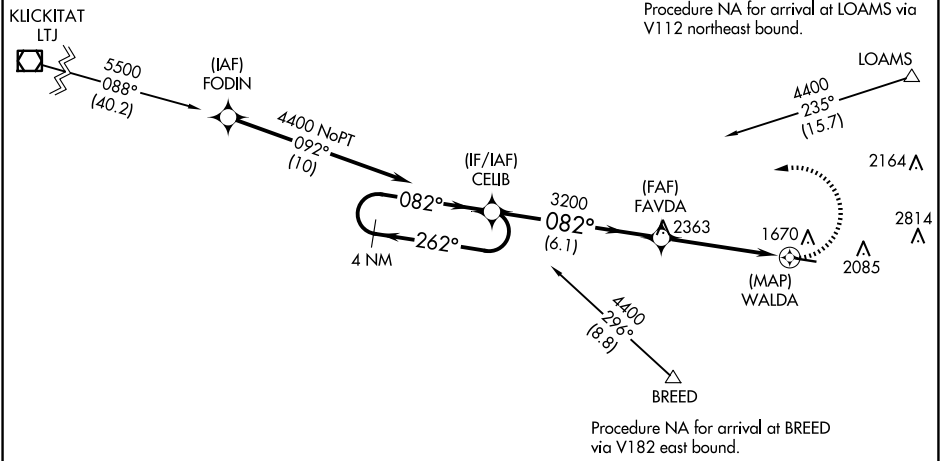 Procedure NA for arrival at LOAMS via
V112 northeast bound.
KLICKITAT
LTJ
5500
088°
(40.2)
(IAF)
FODIN
4400 NoPT
092°
(10)
LOAMS
4400
235°
(15.7)
(IF/IAF)
CELIB
082°
262°
4 NM
3200
082°
(6.1)
(FAF)
FAVDA
2363
2164
2814
1670
2085
(MAP)
WALDA
4400
296°
(8.8)
BREED
Procedure NA for arrival at BREED
via V182 east bound.